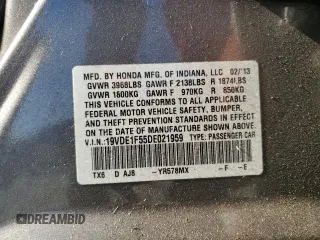 MFD. BY HONDA MFG. OF INDIANA, LLC 02/13
GVWR 3968LBS GAWR F 2138LBS R 1874LBS
GVWR 1800KG GAWR F 970KG R 850KG
THIS VEHICLE CONFORMS TO ALL APPLICABLE
FEDERAL MOTOR VEHICLE SAFETY, BUMPER,
AND THEFT PREVENTION STANDARDS IN EFFECT
ON THE DATE OF MANUFACTURE SHOWN ABOVE.
V.I.N.: 19VDE1F55DE021959 TYPE: PASSENGER CAR
TX6 D AJ8 —YR578MX —F —E
DREAMBID